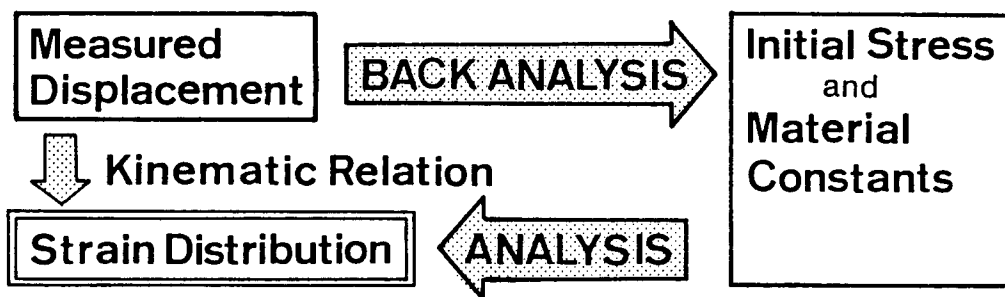 Measured
Displacement
BACK ANALYSIS
Initial Stress
and
Material
Constants
Kinematic Relation
Strain Distribution
ANALYSIS